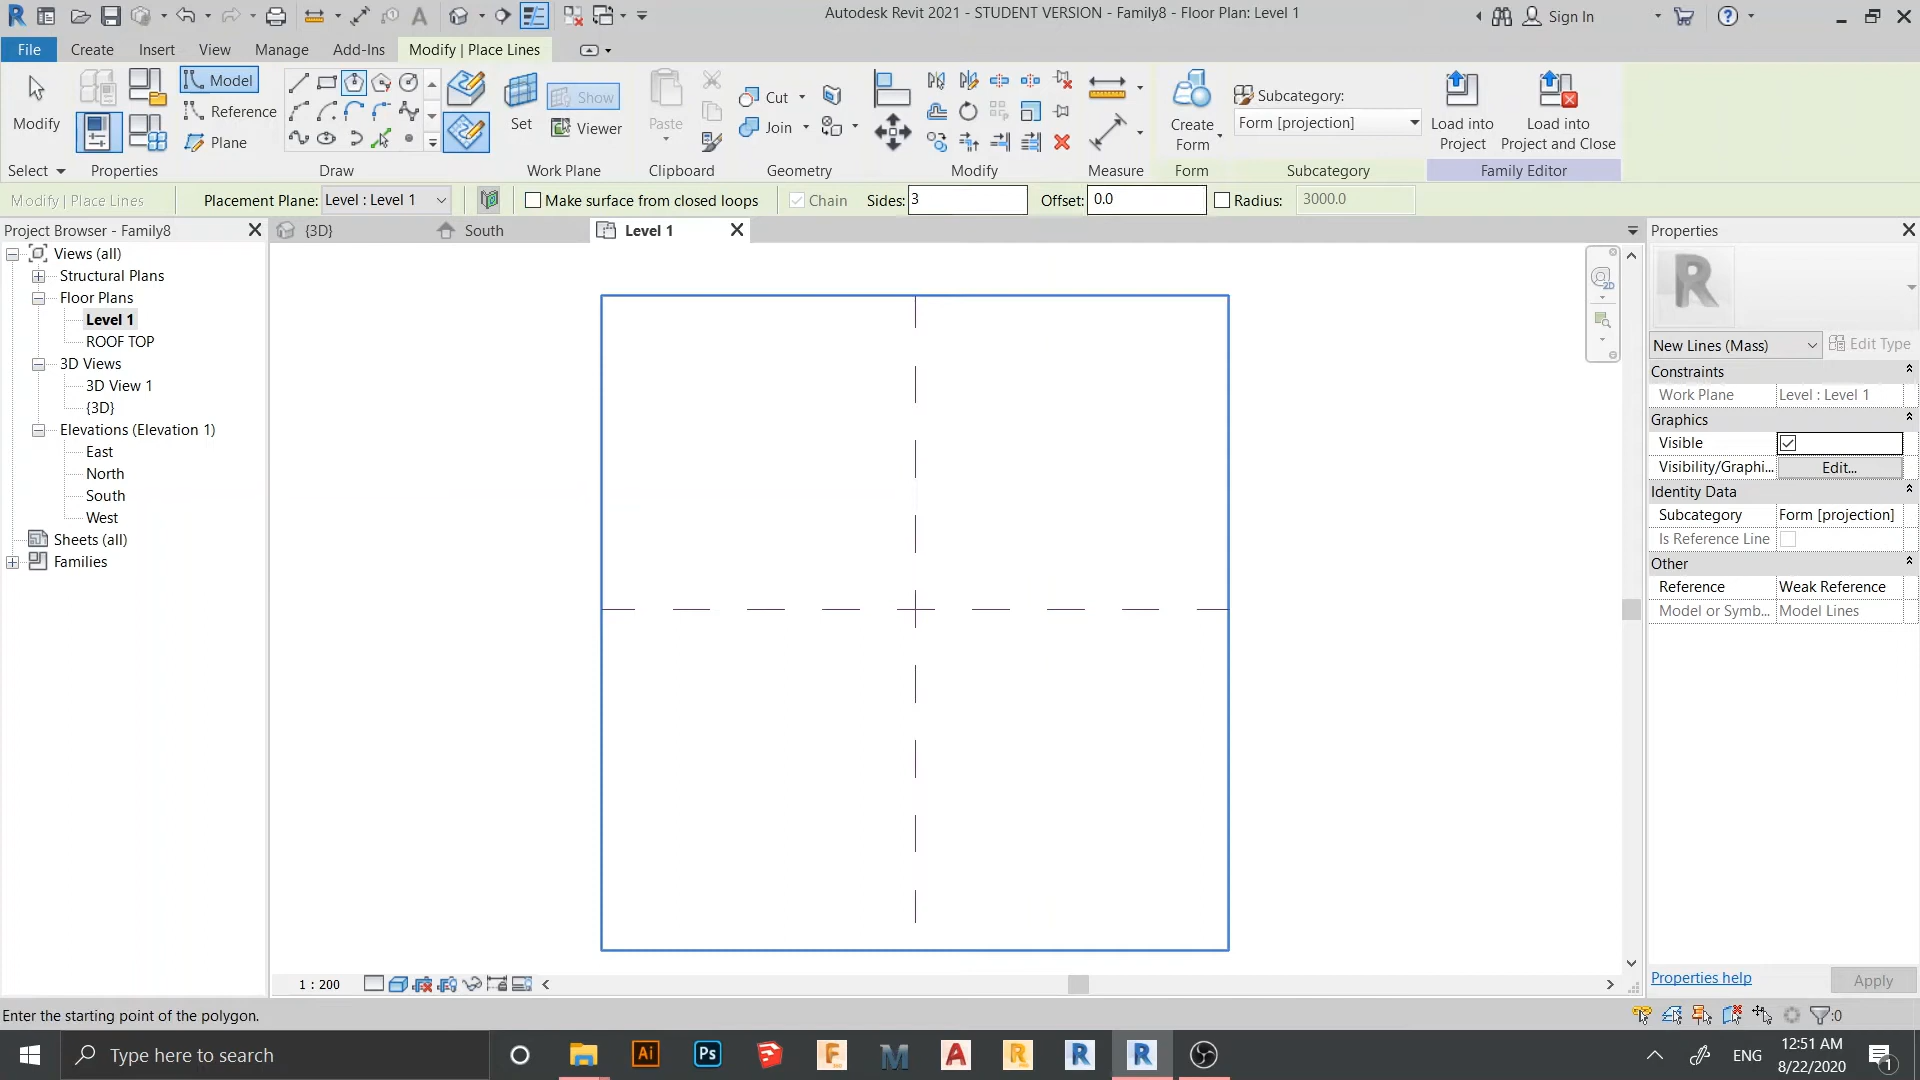 Autodesk Revit 2021 - STUDENT VERSION - Family8 - Floor Plan: Level 1
Sign In
File
Create
Insert
View
Manage
Add-Ins
Modify | Place Lines
Modify
Model
Reference
Plane
Set
Show
Viewer
Paste
Cut
Join
Create
Form
Subcategory:
Form [projection]
Load into
Project
Load into
Project and Close
Select
Properties
Draw
Work Plane
Clipboard
Geometry
Modify
Measure
Form
Subcategory
Family Editor
Modify | Place Lines
Placement Plane: Level : Level 1
Make surface from closed loops
Chain
Sides: 3
Offset: 0.0
Radius: 3000.0
Project Browser - Family8
{3D}
South
Level 1
Properties
Views (all)
Structural Plans
Floor Plans
Level 1
ROOF TOP
3D Views
3D View 1
{3D}
Elevations (Elevation 1)
East
North
South
West
Sheets (all)
Families
2D
R
New Lines (Mass)
Edit Type
Constraints
Work Plane Level : Level 1
Graphics
Visible
Visibility/Graphi... Edit...
Identity Data
Subcategory Form [projection]
Is Reference Line
Other
Reference Weak Reference
Model or Symb... Model Lines
Properties help
Apply
1 : 200
Enter the starting point of the polygon.
:0
Type here to search
Ai
Ps
F
M
A
R
R
R
ENG
12:51 AM
8/22/2020
1